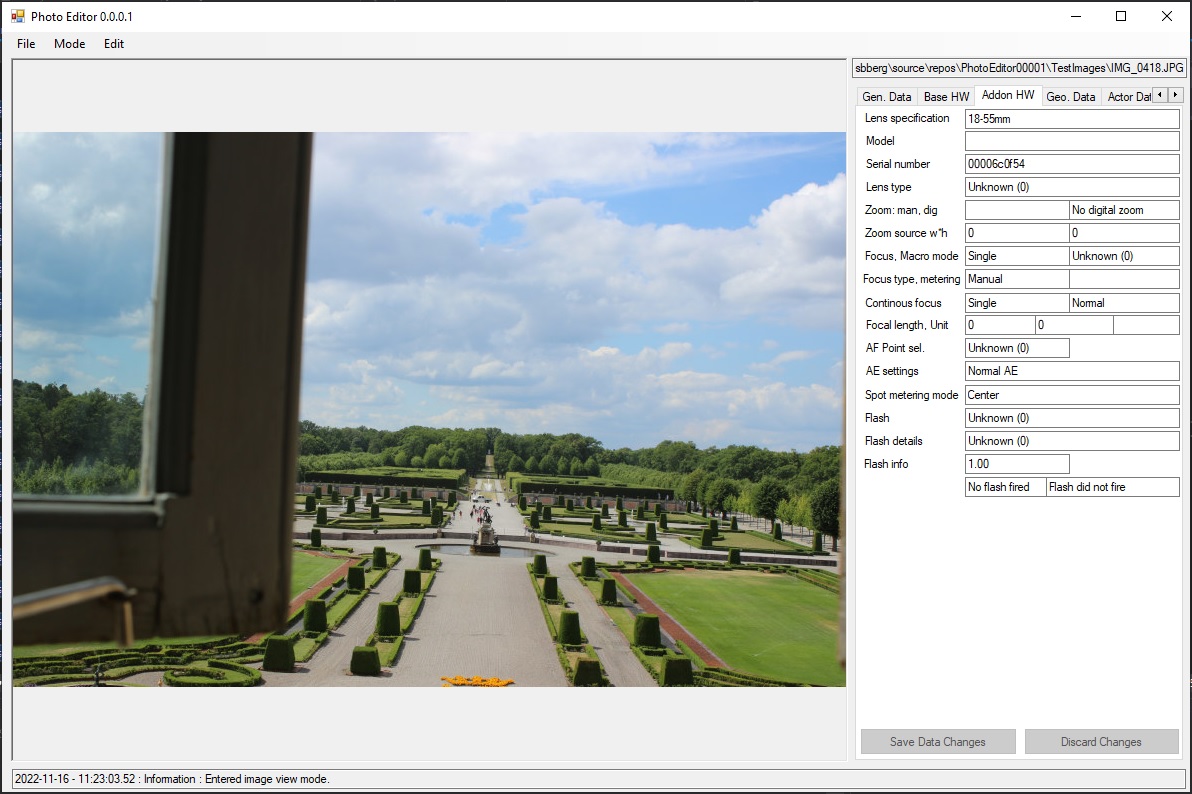 Photo Editor 0.0.0.1
File Mode Edit
sbberg\source\repos\PhotoEditor00001\TestImages\IMG_0418.JPG
Gen. Data Base HW Addon HW Geo. Data Actor Dat
Lens specification 18-55mm
Model
Serial number 00006c0f54
Lens type Unknown (0)
Zoom: man, dig No digital zoom
Zoom source w*h 0 0
Focus, Macro mode Single Unknown (0)
Focus type, metering Manual
Continous focus Single Normal
Focal length, Unit 0 0
AF Point sel. Unknown (0)
AE settings Normal AE
Spot metering mode Center
Flash Unknown (0)
Flash details Unknown (0)
Flash info 1.00
No flash fired Flash did not fire
Save Data Changes Discard Changes
2022-11-16 - 11:23:03.52 : Information : Entered image view mode.